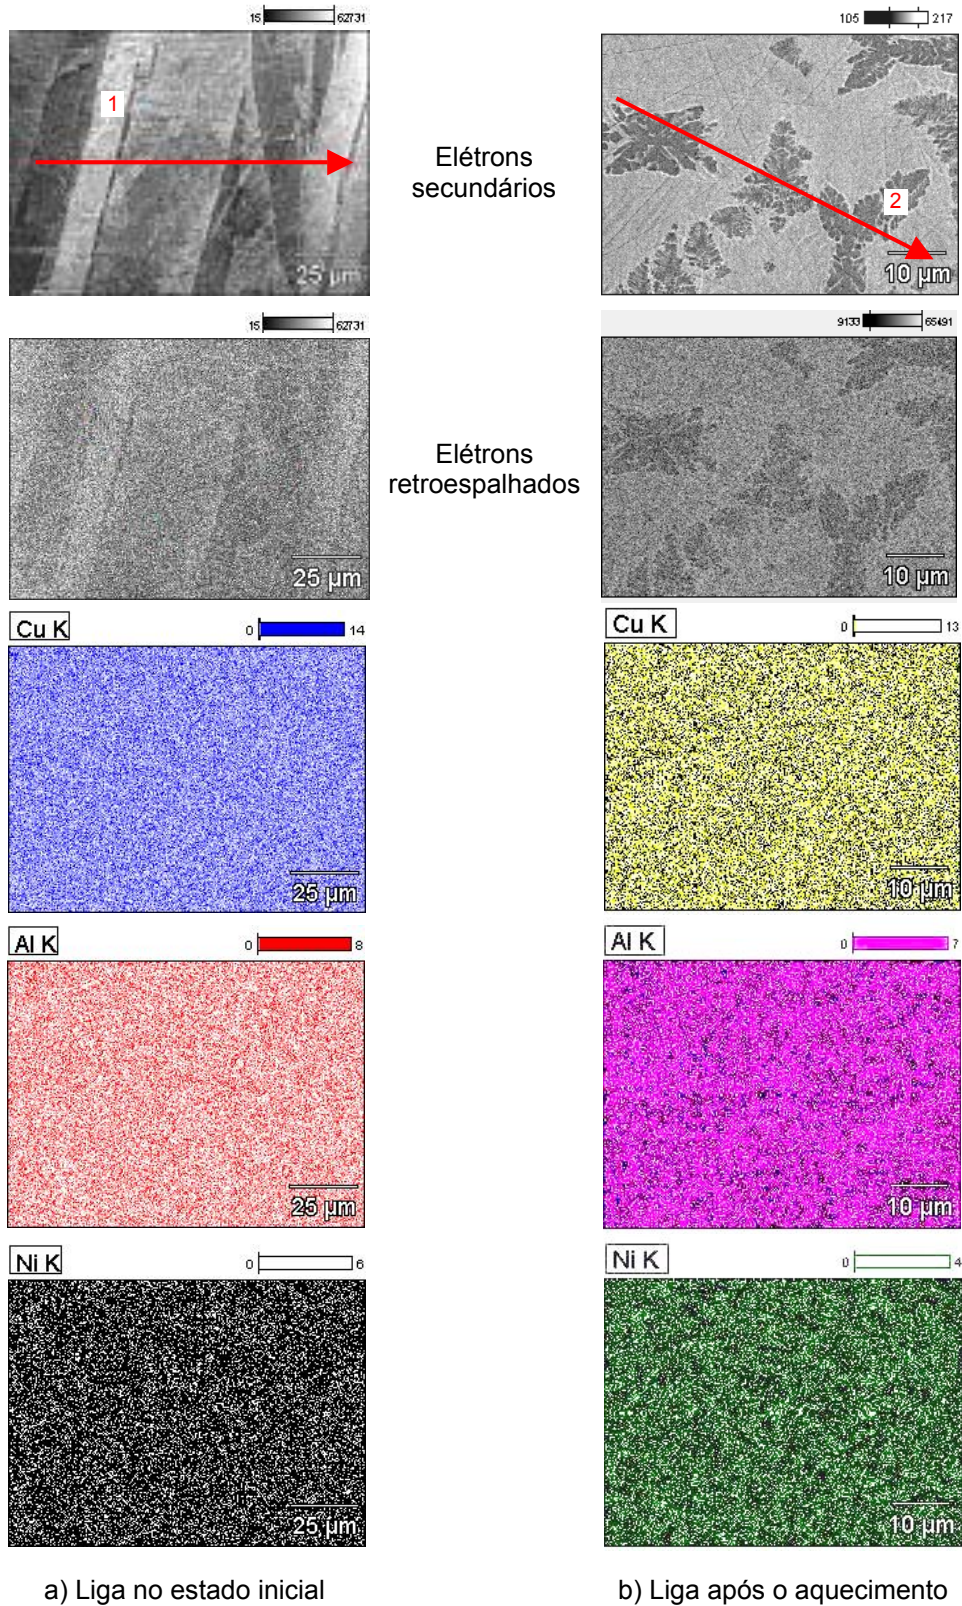 15 62731
105 217
1
2
25 µm
10 µm
Elétrons
secundários
15 62731
9133 65491
25 µm
10 µm
Elétrons
retroespalhados
Cu K 0 14
Cu K 0 13
25 µm
10 µm
Al K 0 8
Al K 0 7
25 µm
10 µm
Ni K 0 6
Ni K 0 4
25 µm
10 µm
a) Liga no estado inicial
b) Liga após o aquecimento